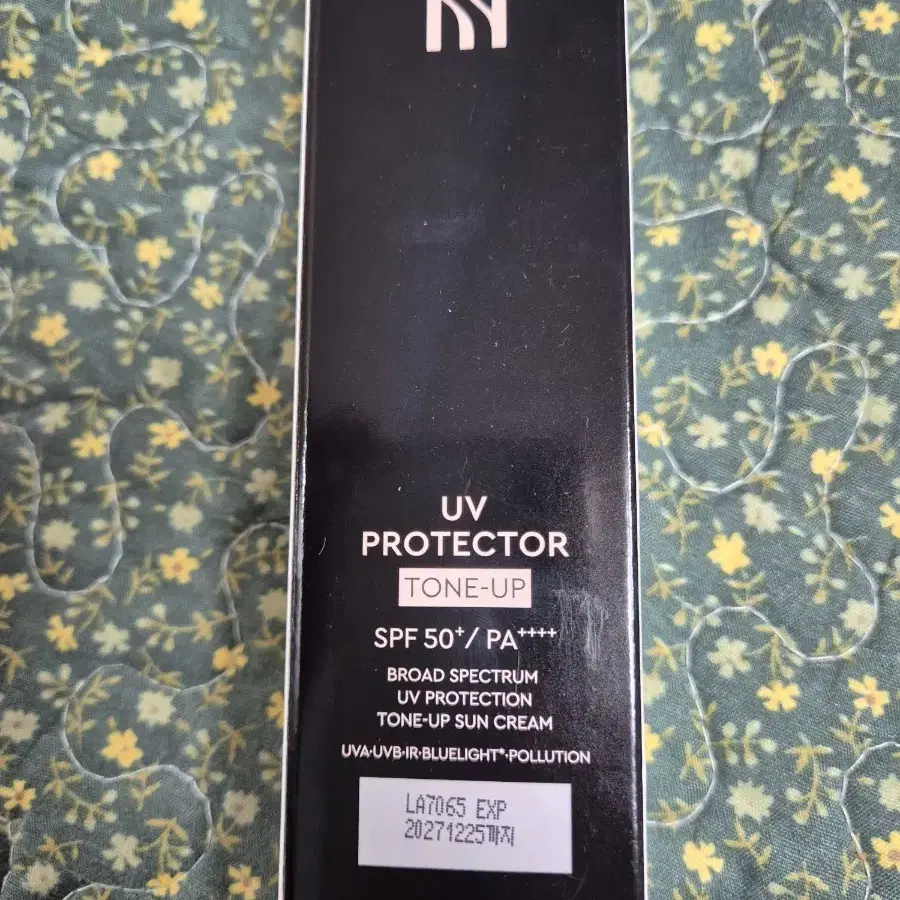 UV
PROTECTOR
TONE-UP
SPF 50+/ PA++++
BROAD SPECTRUM
UV PROTECTION
TONE-UP SUN CREAM
UVA·UVB·IR·BLUELIGHT*·POLLUTION
LA7065 EXP
20271225까지